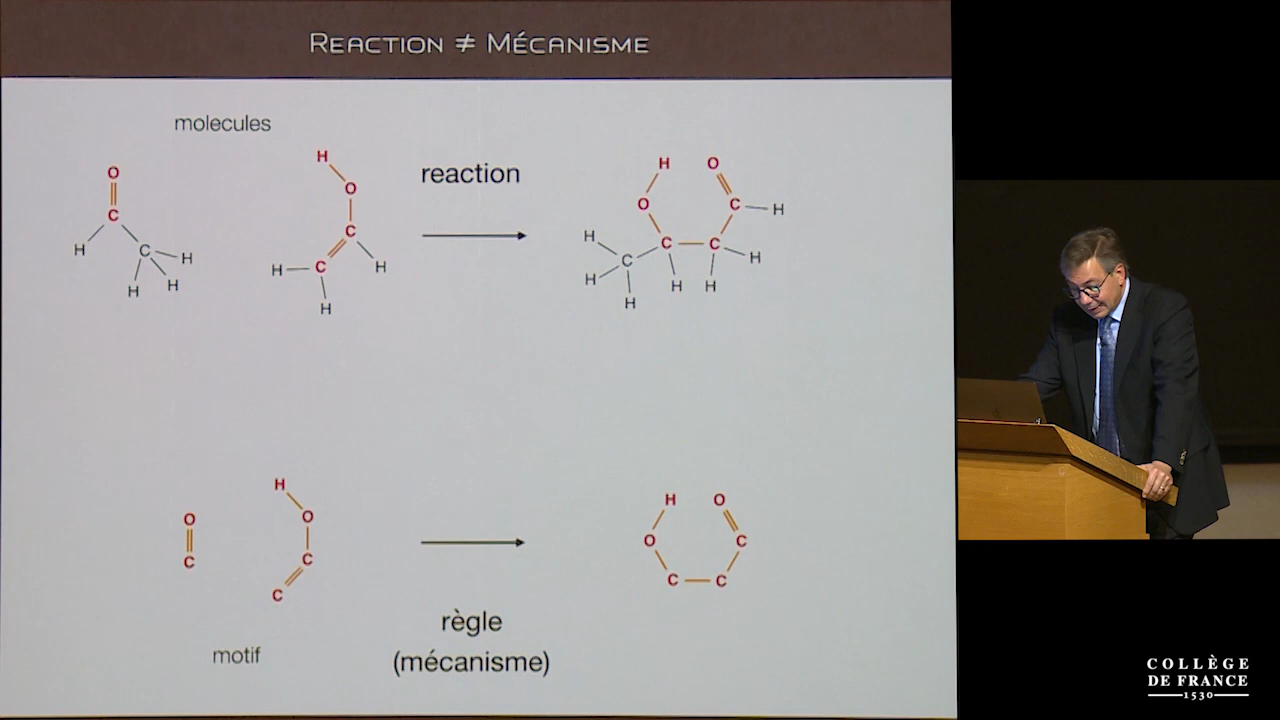 REACTION ≠ MÉCANISME
molecules
reaction
O
C
H
C
H
H
H
H
O
C
C
H
H
H
H
O
O
C
H
H
C
C
C
H
H
H
H
H
O
C
H
O
C
C
H
O
O
C
C
C
règle
(mécanisme)
motif
COLLÈGE
DE FRANCE
1530